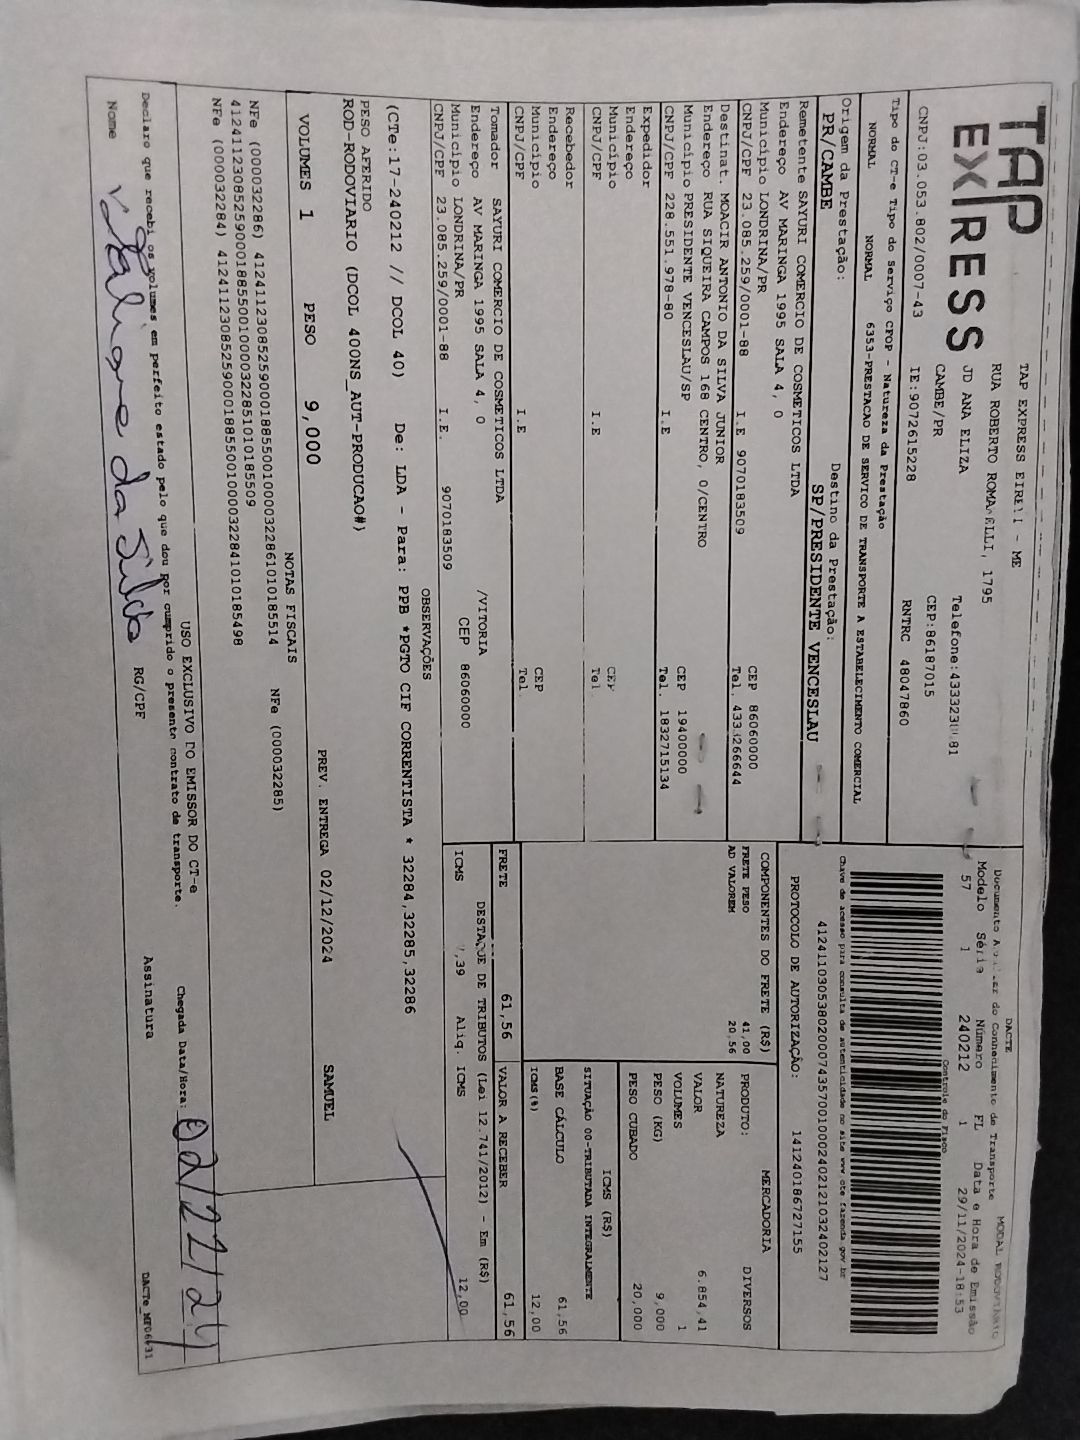 TAP
EXPRESS
TAP EXPRESS EIRELI - ME
RUA ROBERTO ROMANELLI, 1795
JD ANA ELIZA
CAMBE/PR
CEP:86187015
CNPJ:03.053.802/0007-43
IE:9072615228
RNTRC 48047860
Tipo do CT-e Tipo do Serviço CFOP - Natureza da Prestação
NORMAL NORMAL 6353-PRESTACAO DE SERVICO DE TRANSPORTE A ESTABELECIMENTO COMERCIAL
Origem da Prestação: Destino da Prestação:
PR/CAMBE SP/PRESIDENTE VENCESLAU
Remetente SAYURI COMERCIO DE COSMETICOS LTDA
Endereço AV MARINGA 1995 SALA 4, 0
Município LONDRINA/PR CEP 86060000
CNPJ/CPF 23.085.259/0001-88 I.E 9070183509 Tel.
Destinat. MOACIR ANTONIO DA SILVA JUNIOR
Endereço RUA SIQUEIRA CAMPOS 168 CENTRO, 0/CENTRO
Município PRESIDENTE VENCESLAU/SP CEP 19400000
CNPJ/CPF 228.551.978-80 I.E Tel. 1832715134
Expedidor
Endereço
Município CEP
CNPJ/CPF I.E Tel
Recebedor
Endereço
Município CEP
CNPJ/CPF I.E Tel.
Tomador SAYURI COMERCIO DE COSMETICOS LTDA
Endereço AV MARINGA 1995 SALA 4, 0 /VITORIA
Município LONDRINA/PR CEP 86060000
CNPJ/CPF 23.085.259/0001-88 I.E. 9070183509
DACTE
Documento do Conhecimento de Transporte
MODAL RODOVIARIO
Modelo Série Número FL Data e Hora de Emissão
57 1 240212 1 29/11/2024-18:53
Controle do Fisco
Chave de acesso para consulta de autenticidade no site www.cte.fazenda.gov.br
41241103053802000743570010002402121032402127
PROTOCOLO DE AUTORIZAÇÃO: 141240186727155
COMPONENTES DO FRETE (R$)
FRETE PESO 41,00
AD VALOREM 20,56
MERCADORIA
PRODUTO: DIVERSOS
NATUREZA
VALOR 6.854,41
VOLUMES 1
PESO (KG) 9,000
PESO CUBADO 20,000
ICMS (R$)
SITUAÇÃO 00-TRIBUTADA INTEGRALMENTE
BASE CÁLCULO 61,56
ICMS(%) 12,00
FRETE 61,56 VALOR A RECEBER 61,56
DESTAQUE DE TRIBUTOS (Lei 12.741/2012) - Em (R$)
ICMS ,39 Aliq. ICMS 12,00
OBSERVAÇÕES
(CTe:17-240212 // DCOL 40) De: LDA - Para: PPB *PGTO CIF CORRENTISTA * 32284,32285,32286
PESO AFERIDO
ROD-RODOVIARIO (DCOL 400NS_AUT-PRODUCAO#)
VOLUMES 1 PESO 9,000 PREV. ENTREGA 02/12/2024 SAMUEL
NOTAS FISCAIS
NFe (000032286) 41241123085259000188550010000322861010185514 NFe (000032285)
41241123085259000188550010000322851010185509
NFe (000032284) 41241123085259000188550010000322841010185498
USO EXCLUSIVO DO EMISSOR DO CT-e
Declaro que recebi os volumes em perfeito estado pelo que dou por cumprido o presente contrato de transporte.
Chegada Data/Hora:
Nome da Silva RG/CPF Assinatura